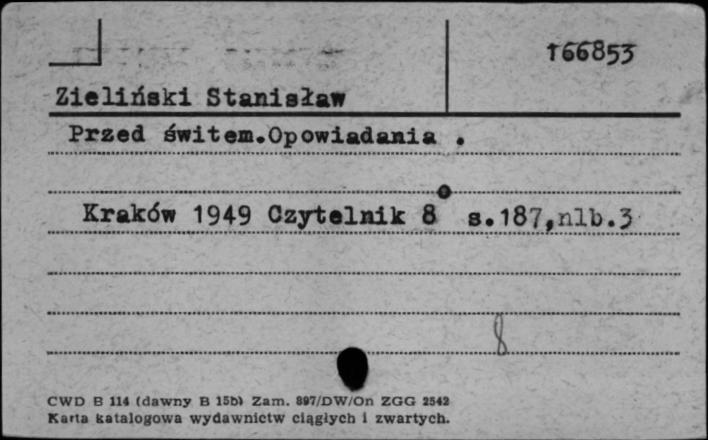 166853
Zieliński Stanisław
Przed świtem.Opowiadania .
Kraków 1949 Czytelnik 8° s.187,nlb.3
8
CWD B 114 (dawny B 15b) Zam. 897/DW/On ZGG 2542
Karta katalogowa wydawnictw ciągłych i zwartych.